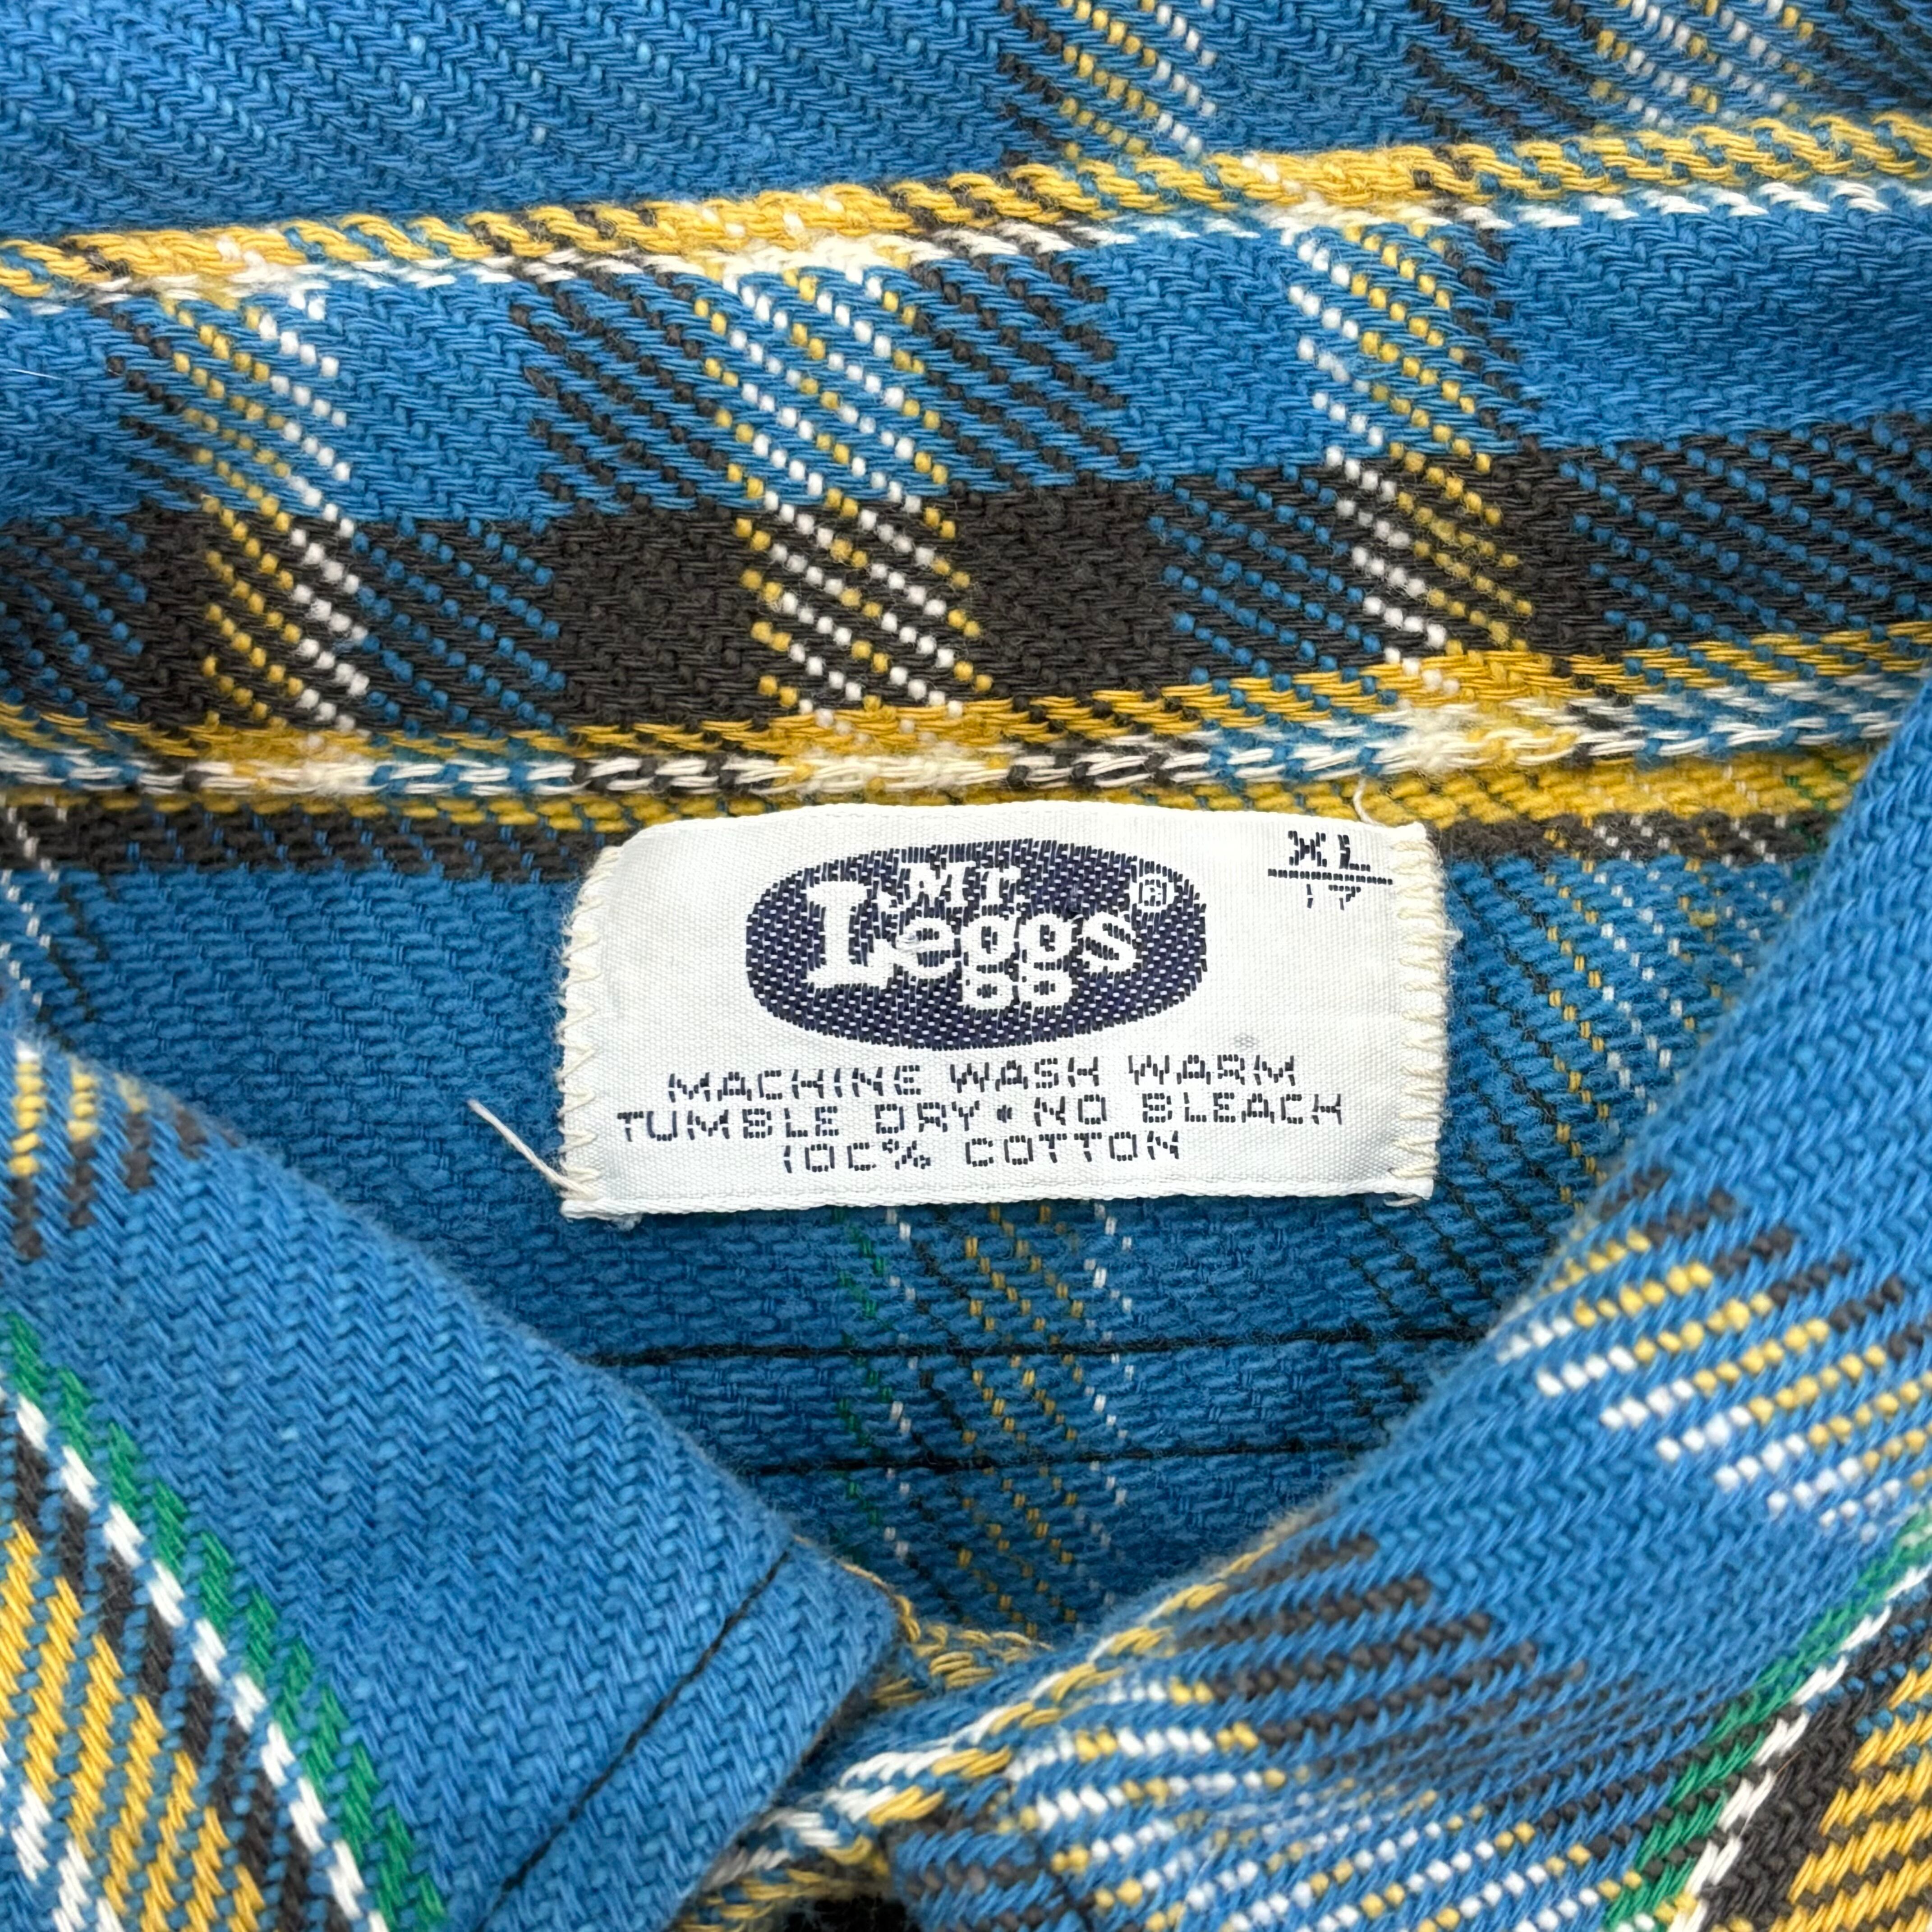 Mr.
Leggs®
XL
17
MACHINE WASH WARM
TUMBLE DRY • NO BLEACH
100% COTTON